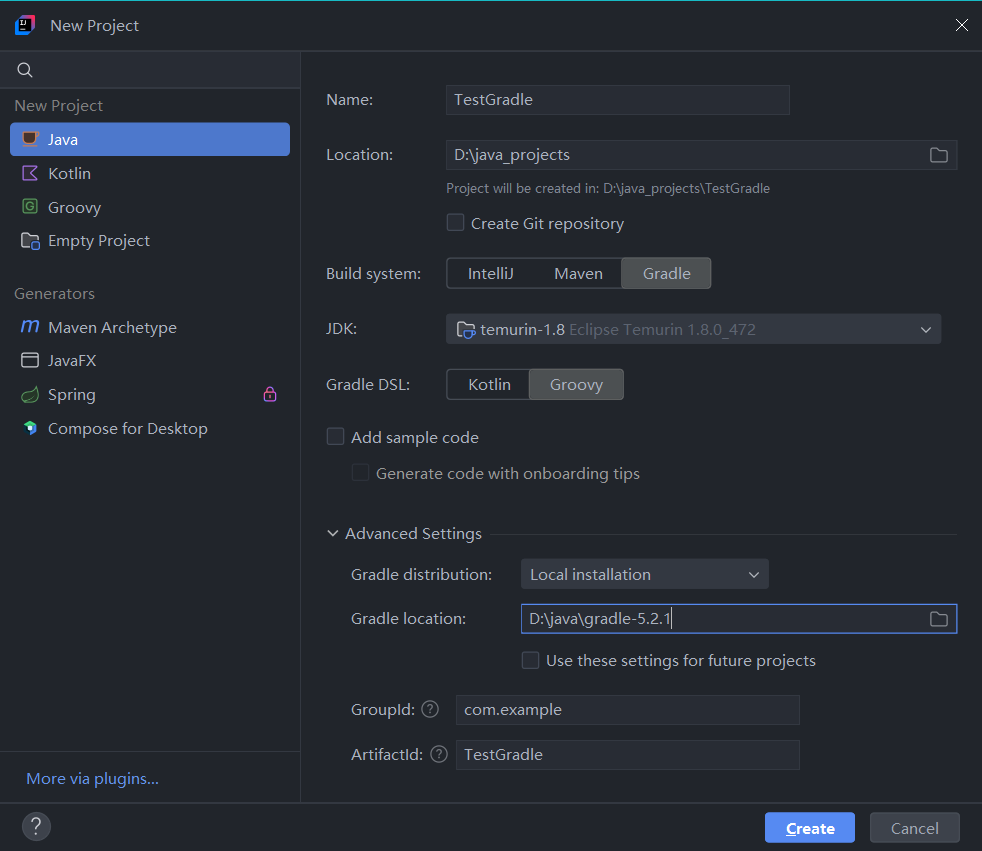 New Project
New Project
Java
Kotlin
Groovy
Empty Project
Generators
Maven Archetype
JavaFX
Spring
Compose for Desktop
More via plugins...
Name: TestGradle
Location: D:\java_projects
Project will be created in: D:\java_projects\TestGradle
Create Git repository
Build system: IntelliJ Maven Gradle
JDK: temurin-1.8 Eclipse Temurin 1.8.0_472
Gradle DSL: Kotlin Groovy
Add sample code
Generate code with onboarding tips
Advanced Settings
Gradle distribution: Local installation
Gradle location: D:\java\gradle-5.2.1
Use these settings for future projects
GroupId: ? com.example
ArtifactId: ? TestGradle
? Create Cancel